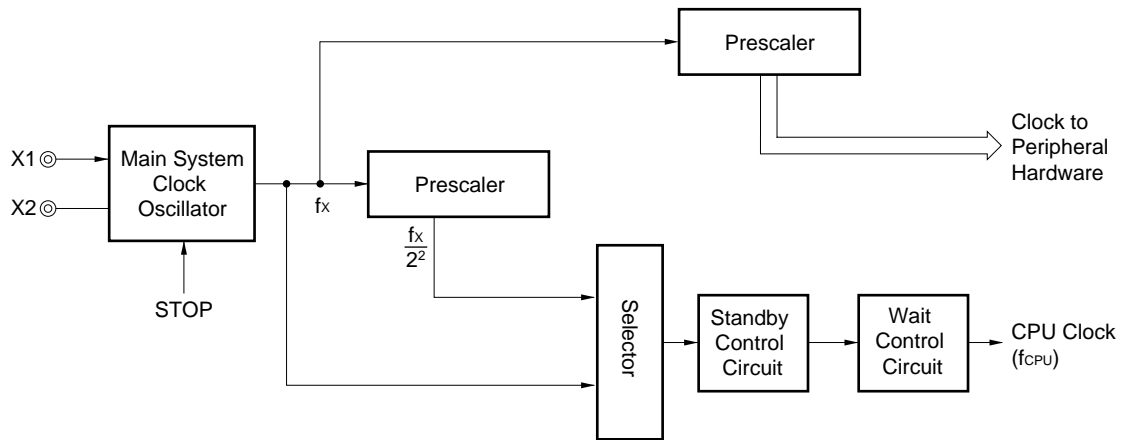 Prescaler
Clock to
Peripheral
Hardware
X1
X2
Main System
Clock
Oscillator
fX
Prescaler
fX
2²
STOP
Selector
Standby
Control
Circuit
Wait
Control
Circuit
CPU Clock
(fCPU)